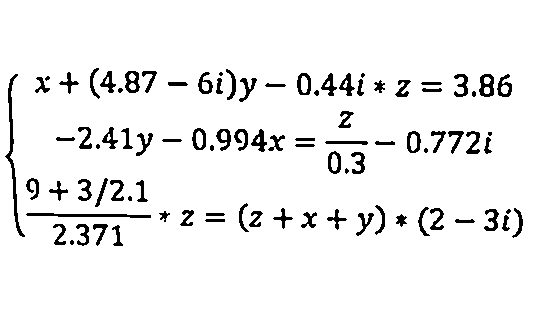 x + (4.87 − 6i)y − 0.44i * z = 3.86
−2.41y − 0.994x = z/0.3 − 0.772i
(9 + 3/2.1)/2.371 * z = (z + x + y) * (2 − 3i)